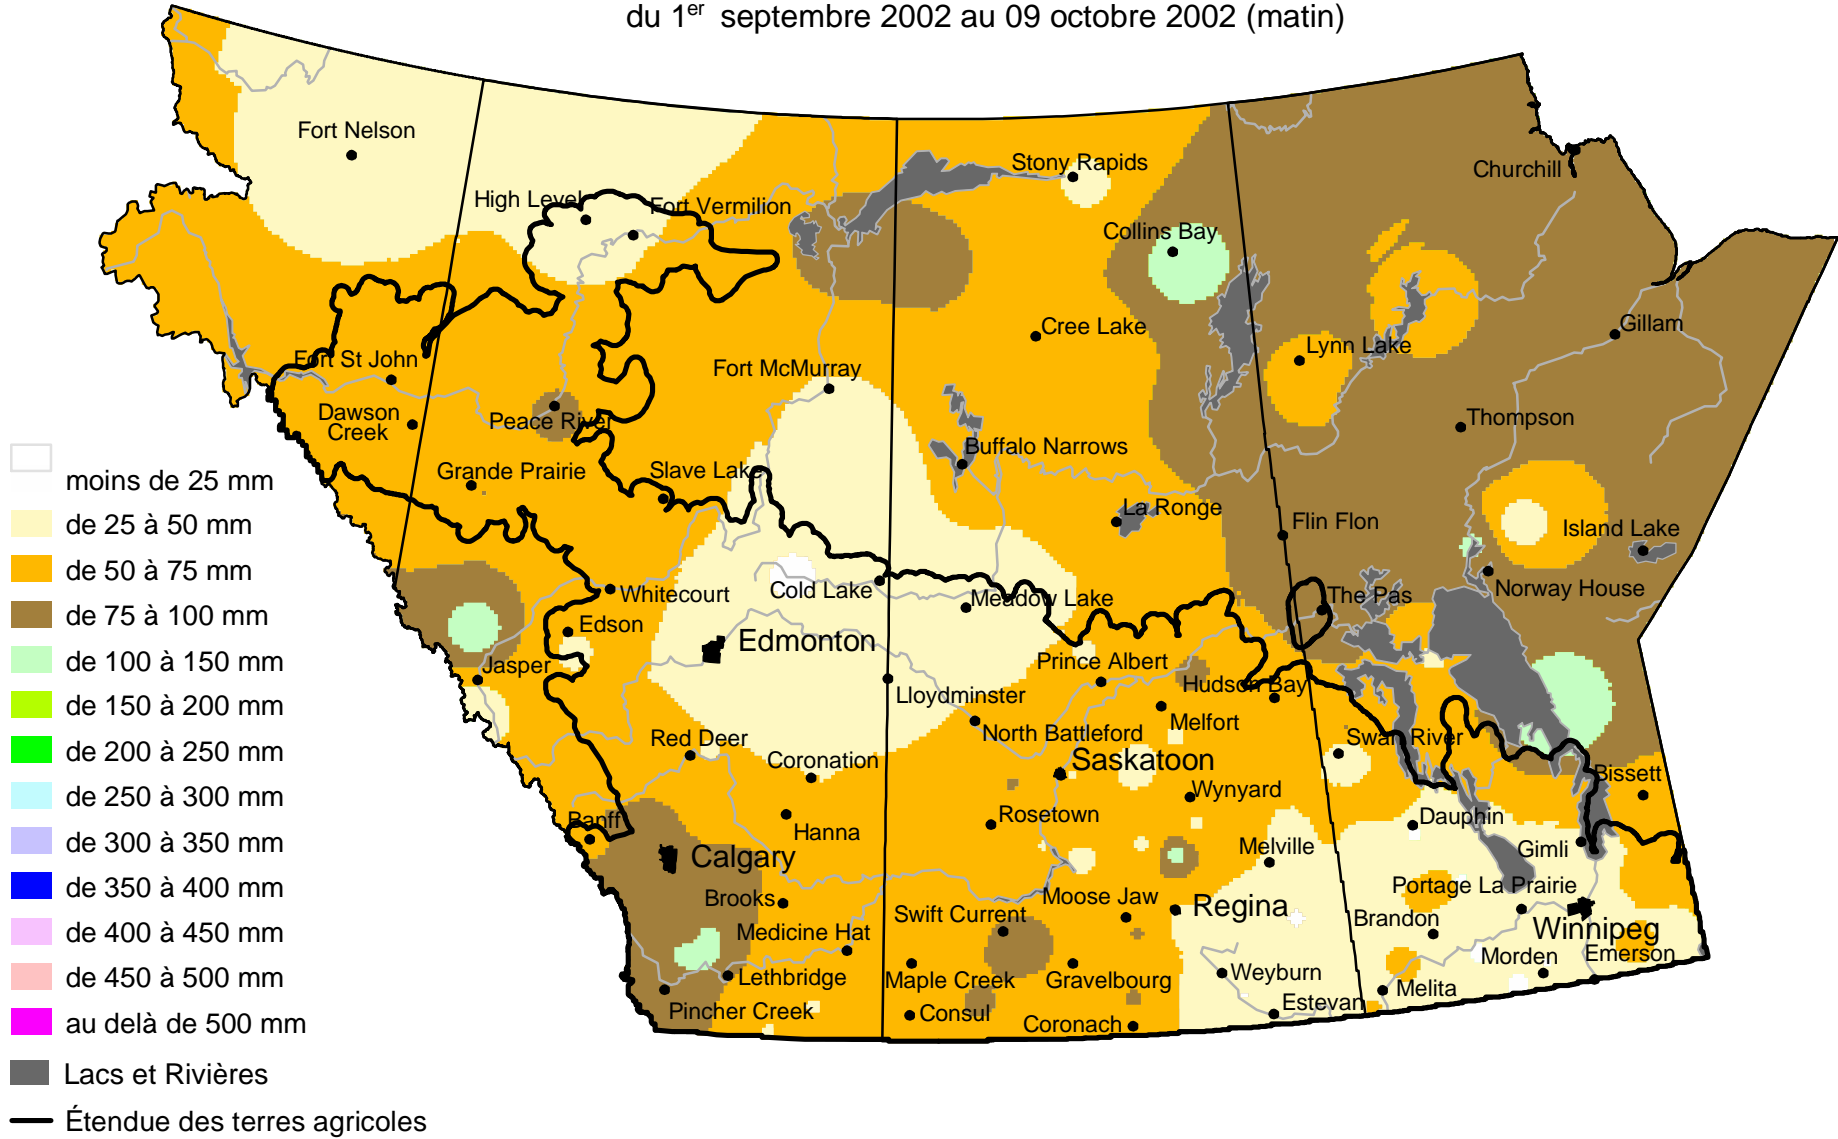 du 1er septembre 2002 au 09 octobre 2002 (matin)
Fort Nelson
Stony Rapids
Churchill
High Level
Fort Vermilion
Collins Bay
Cree Lake
Gillam
Lynn Lake
Fort St John
Fort McMurray
Dawson
Creek
Peace River
Thompson
Buffalo Narrows
Grande Prairie
Slave Lake
La Ronge
Flin Flon
Island Lake
Whitecourt
Cold Lake
Meadow Lake
The Pas
Norway House
Edson
Edmonton
Jasper
Prince Albert
Hudson Bay
Lloydminster
Melfort
North Battleford
Red Deer
Swan River
Coronation
Saskatoon
Bissett
Wynyard
Banff
Hanna
Rosetown
Dauphin
Calgary
Melville
Gimli
Brooks
Moose Jaw
Portage La Prairie
Swift Current
Regina
Brandon
Medicine Hat
Winnipeg
Lethbridge
Maple Creek
Gravelbourg
Weyburn
Morden
Emerson
Pincher Creek
Consul
Coronach
Estevan
Melita
moins de 25 mm
de 25 à 50 mm
de 50 à 75 mm
de 75 à 100 mm
de 100 à 150 mm
de 150 à 200 mm
de 200 à 250 mm
de 250 à 300 mm
de 300 à 350 mm
de 350 à 400 mm
de 400 à 450 mm
de 450 à 500 mm
au delà de 500 mm
Lacs et Rivières
Étendue des terres agricoles